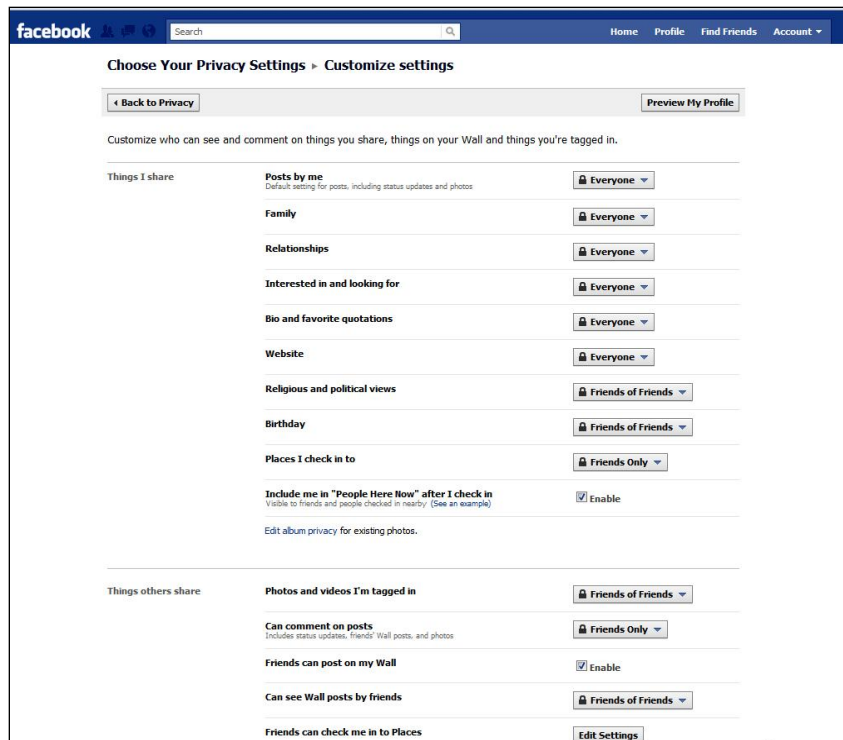 facebook Search Home Profile Find Friends Account
Choose Your Privacy Settings ▸ Customize settings
Back to Privacy Preview My Profile
Customize who can see and comment on things you share, things on your Wall and things you're tagged in.
Things I share Posts by me Everyone
Default setting for posts, including status updates and photos
Family Everyone
Relationships Everyone
Interested in and looking for Everyone
Bio and favorite quotations Everyone
Website Everyone
Religious and political views Friends of Friends
Birthday Friends of Friends
Places I check in to Friends Only
Include me in "People Here Now" after I check in Enable
Visible to friends and people checked in nearby (See an example)
Edit album privacy for existing photos.
Things others share Photos and videos I'm tagged in Friends of Friends
Can comment on posts Friends Only
Includes status updates, friends' Wall posts, and photos
Friends can post on my Wall Enable
Can see Wall posts by friends Friends of Friends
Friends can check me in to Places Edit Settings